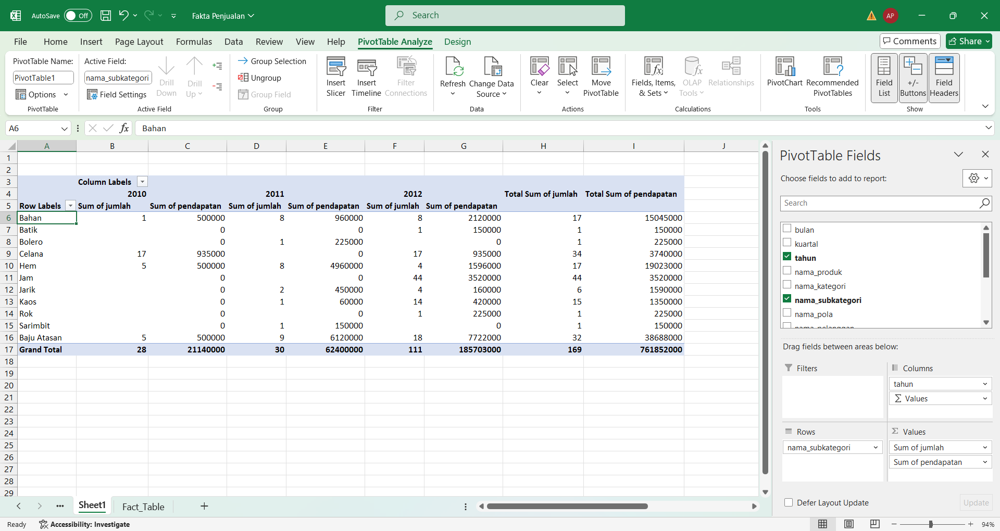 AutoSave Off Fakta Penjualan Search AP
File Home Insert Page Layout Formulas Data Review View Help PivotTable Analyze Design Comments Share
PivotTable Name:
PivotTable1
Options
PivotTable
Active Field:
nama_subkategori
Field Settings
Drill Down
Drill Up
Active Field
Group Selection
Ungroup
Group Field
Group
Insert Slicer
Insert Timeline
Filter Connections
Filter
Refresh
Change Data Source
Data
Clear
Select
Move PivotTable
Actions
Fields, Items, & Sets
OLAP Tools
Relationships
Calculations
PivotChart
Recommended PivotTables
Tools
Field List
+/- Buttons
Field Headers
Show
A6 fx Bahan
A B C D E F G H I J
1
2
3 Column Labels
4 2010 2011 2012 Total Sum of jumlah Total Sum of pendapatan
5 Row Labels Sum of jumlah Sum of pendapatan Sum of jumlah Sum of pendapatan Sum of jumlah Sum of pendapatan
6 Bahan 1 500000 8 960000 8 2120000 17 15045000
7 Batik 0 0 1 150000 1 150000
8 Bolero 0 1 225000 0 1 225000
9 Celana 17 935000 0 17 935000 34 3740000
10 Hem 5 500000 8 4960000 4 1596000 17 19023000
11 Jam 0 0 44 3520000 44 3520000
12 Jarik 0 2 450000 4 160000 6 1590000
13 Kaos 0 1 60000 14 420000 15 1350000
14 Rok 0 0 1 225000 1 225000
15 Sarimbit 0 1 150000 0 1 150000
16 Baju Atasan 5 500000 9 6120000 18 7722000 32 38688000
17 Grand Total 28 21140000 30 62400000 111 185703000 169 761852000
18
19
20
21
22
23
24
25
26
27
28
29
PivotTable Fields
Choose fields to add to report:
Search
bulan
kuartal
tahun
nama_produk
nama_kategori
nama_subkategori
nama_pola
nama_pelanggan
Drag fields between areas below:
Filters
Columns
tahun
Σ Values
Rows
nama_subkategori
Σ Values
Sum of jumlah
Sum of pendapatan
Defer Layout Update Update
Sheet1 Fact_Table
Ready Accessibility: Investigate 94%